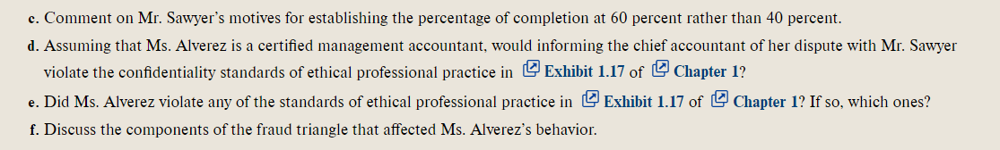 c. Comment on Mr. Sawyer's motives for establishing the percentage of completion at 60 percent rather than 40 percent.
d. Assuming that Ms. Alverez is a certified management accountant, would informing the chief accountant of her dispute with Mr. Sawyer
violate the confidentiality standards of ethical professional practice in Exhibit 1.17 of Chapter 1?
e. Did Ms. Alverez violate any of the standards of ethical professional practice in Exhibit 1.17 of Chapter 1? If so, which ones?
f. Discuss the components of the fraud triangle that affected Ms. Alverez's behavior.